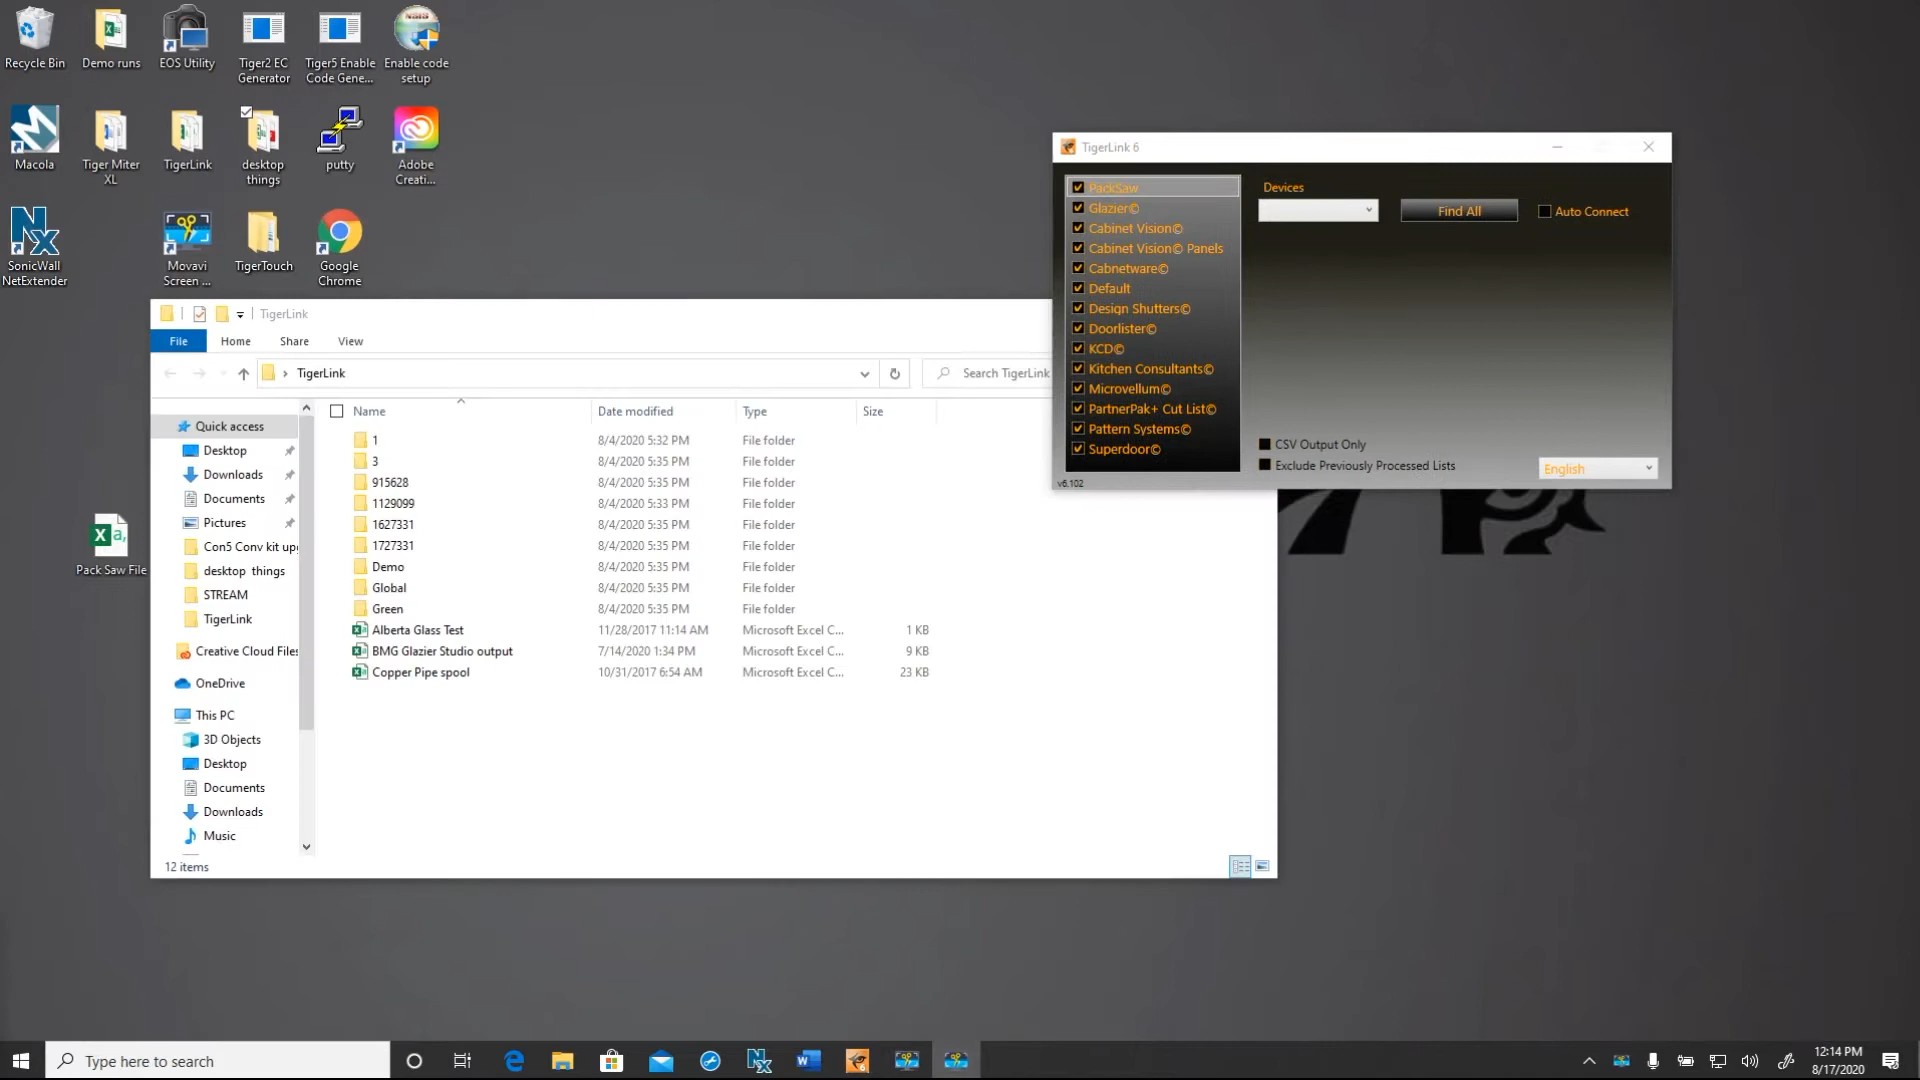 Recycle Bin
Demo runs
EOS Utility
Tiger2 EC
Generator
Tiger5 Enable
Code Gene...
Enable code
setup
Macola
Tiger Miter
XL
TigerLink
desktop
things
putty
Adobe
Creati...
SonicWall
NetExtender
Movavi
Screen ...
TigerTouch
Google
Chrome
Pack Saw File
TigerLink
File
Home
Share
View
TigerLink
Search TigerLink
Name
Date modified
Type
Size
Quick access
Desktop
Downloads
Documents
Pictures
Con5 Conv kit up
desktop things
STREAM
TigerLink
Creative Cloud Files
OneDrive
This PC
3D Objects
Desktop
Documents
Downloads
Music
1 8/4/2020 5:32 PM File folder
3 8/4/2020 5:35 PM File folder
915628 8/4/2020 5:35 PM File folder
1129099 8/4/2020 5:33 PM File folder
1627331 8/4/2020 5:35 PM File folder
1727331 8/4/2020 5:35 PM File folder
Demo 8/4/2020 5:35 PM File folder
Global 8/4/2020 5:35 PM File folder
Green 8/4/2020 5:35 PM File folder
Alberta Glass Test 11/28/2017 11:14 AM Microsoft Excel C... 1 KB
BMG Glazier Studio output 7/14/2020 1:34 PM Microsoft Excel C... 9 KB
Copper Pipe spool 10/31/2017 6:54 AM Microsoft Excel C... 23 KB
12 items
TigerLink 6
PackSaw
Glazier©
Cabinet Vision©
Cabinet Vision© Panels
Cabnetware©
Default
Design Shutters©
Doorlister©
KCD©
Kitchen Consultants©
Microvellum©
PartnerPak+ Cut List©
Pattern Systems©
Superdoor©
v6.102
Devices
Find All
Auto Connect
CSV Output Only
Exclude Previously Processed Lists
English
Type here to search
12:14 PM
8/17/2020